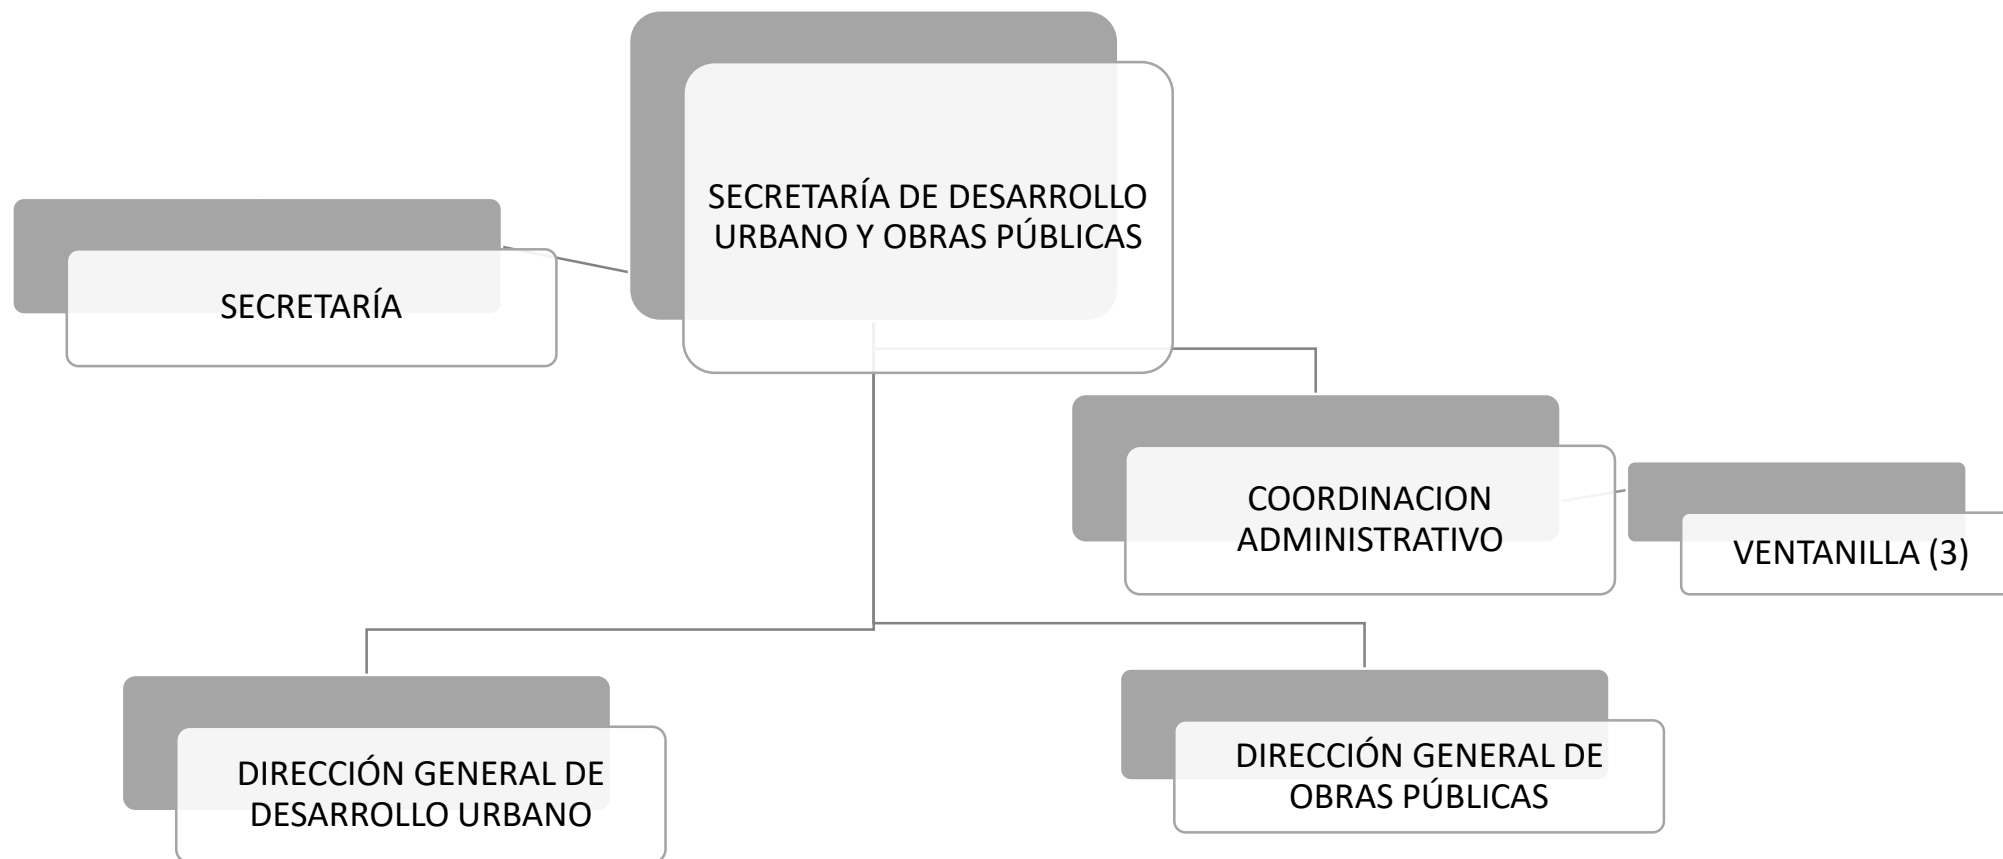 SECRETARÍA DE DESARROLLO
URBANO Y OBRAS PÚBLICAS
SECRETARÍA
COORDINACION
ADMINISTRATIVO
VENTANILLA (3)
DIRECCIÓN GENERAL DE
DESARROLLO URBANO
DIRECCIÓN GENERAL DE
OBRAS PÚBLICAS